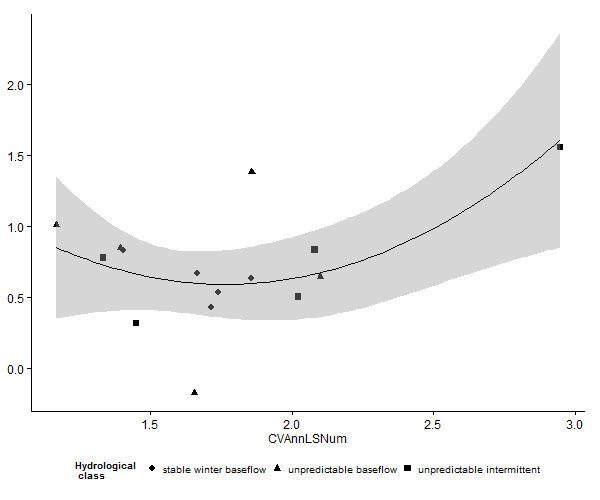 2.0
1.5
1.0
0.5
0.0
1.5 2.0 2.5 3.0
CVAnnLSNum
Hydrological
class
stable winter baseflow unpredictable baseflow unpredictable intermittent